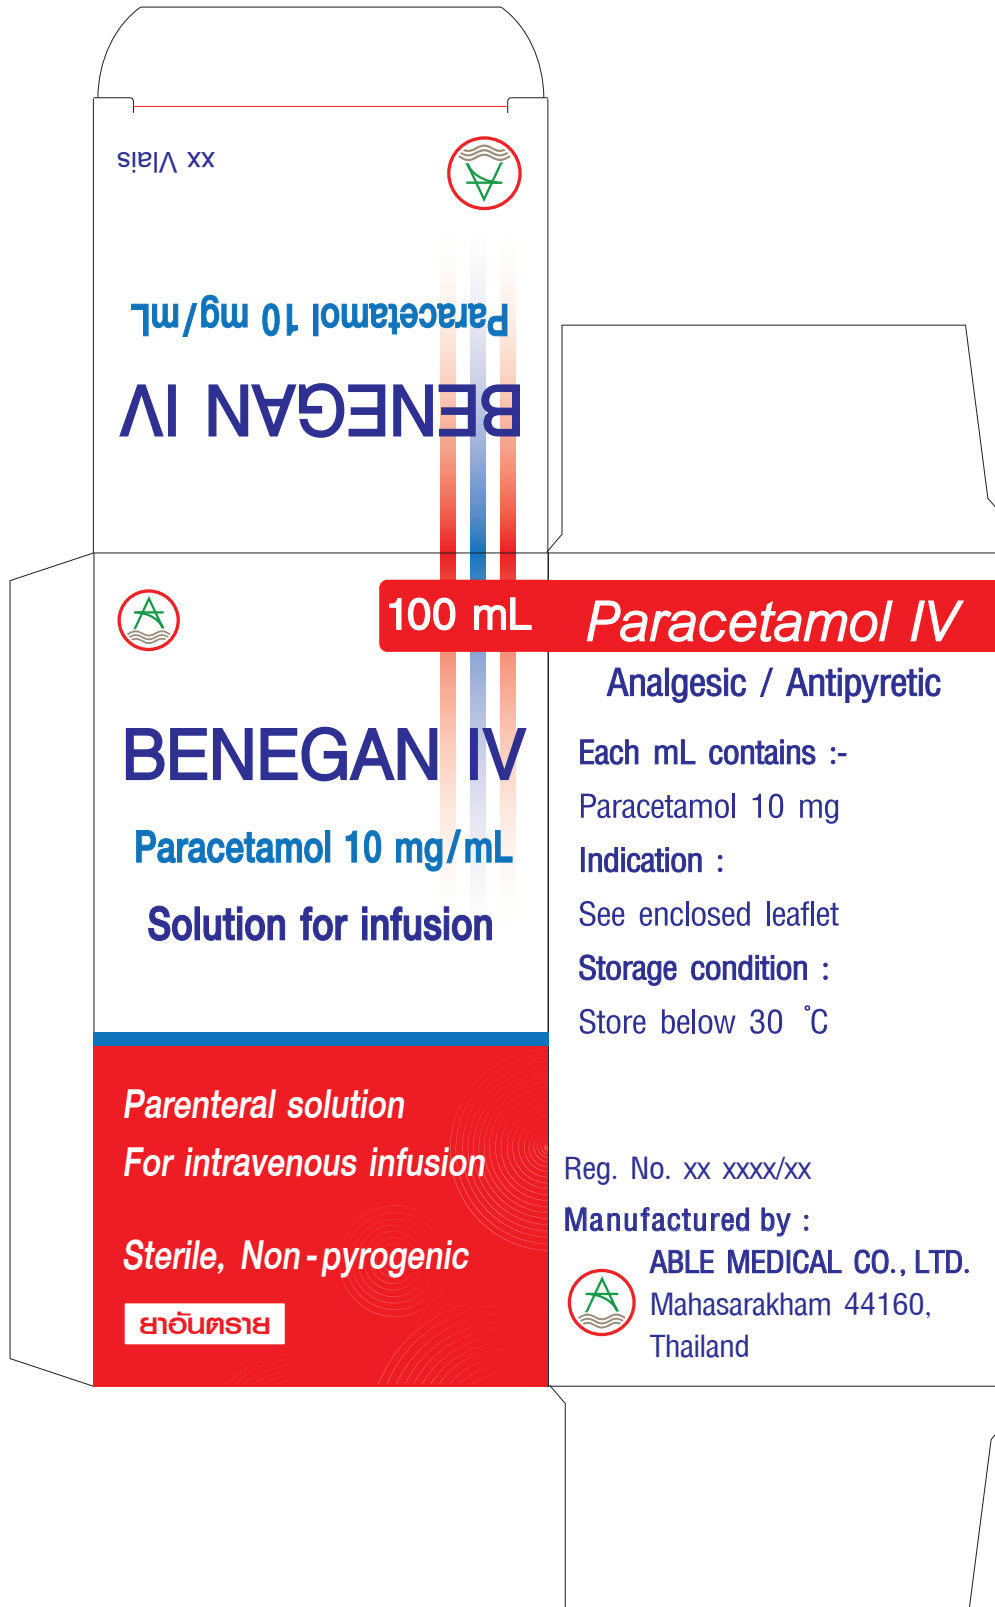 xx Vlais
Paracetamol 10 mg/mL
BENEGAN IV
100 mL
BENEGAN IV
Paracetamol 10 mg/mL
Solution for infusion
Parenteral solution
For intravenous infusion
Sterile, Non-pyrogenic
ยาอันตราย
Paracetamol IV
Analgesic / Antipyretic
Each mL contains :-
Paracetamol 10 mg
Indication :
See enclosed leaflet
Storage condition :
Store below 30 °C
Reg. No. xx xxxx/xx
Manufactured by :
ABLE MEDICAL CO., LTD.
Mahasarakham 44160,
Thailand